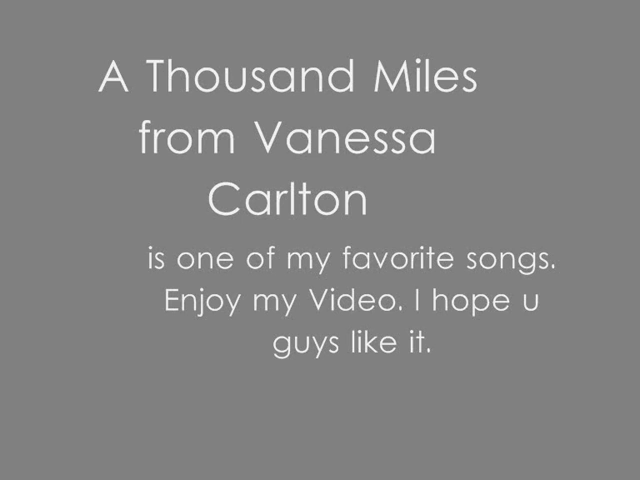 A Thousand Miles
from Vanessa
Carlton
is one of my favorite songs.
Enjoy my Video. I hope u
guys like it.